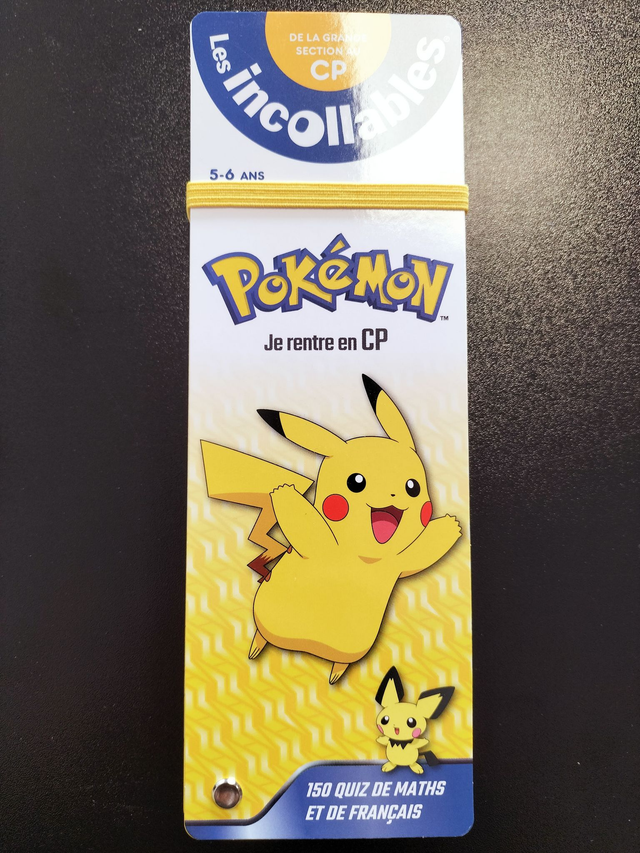 DE LA GRANDE
SECTION AU
CP
Les incollables
5-6 ANS
POKéMON
TM
Je rentre en CP
150 QUIZ DE MATHS
ET DE FRANÇAIS